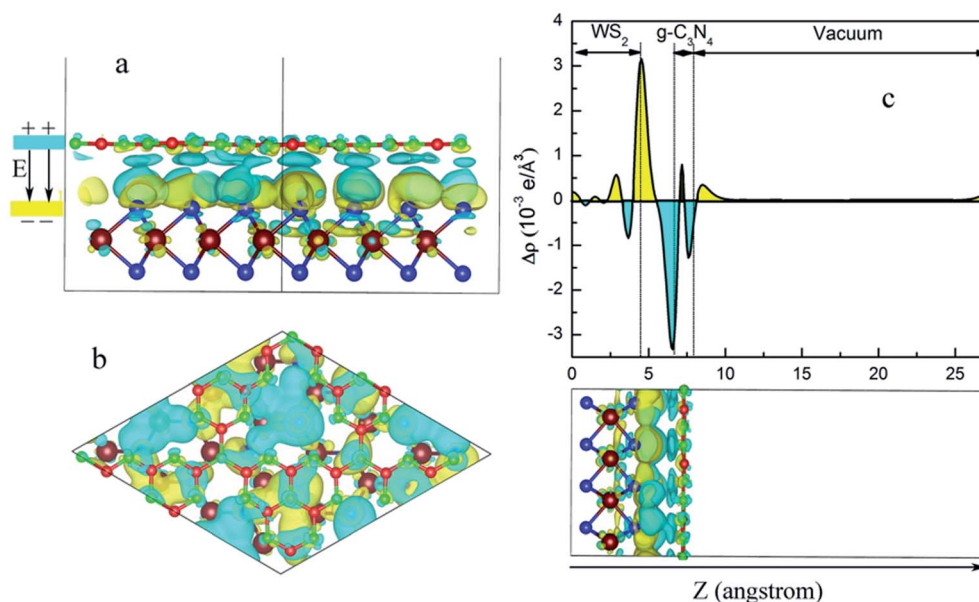 a
+ +
E
− −
b
WS₂
g-C₃N₄
Vacuum
c
Δρ (10⁻³ e/Å³)
4
3
2
1
0
-1
-2
-3
0 5 10 15 20 25
Z (angstrom)